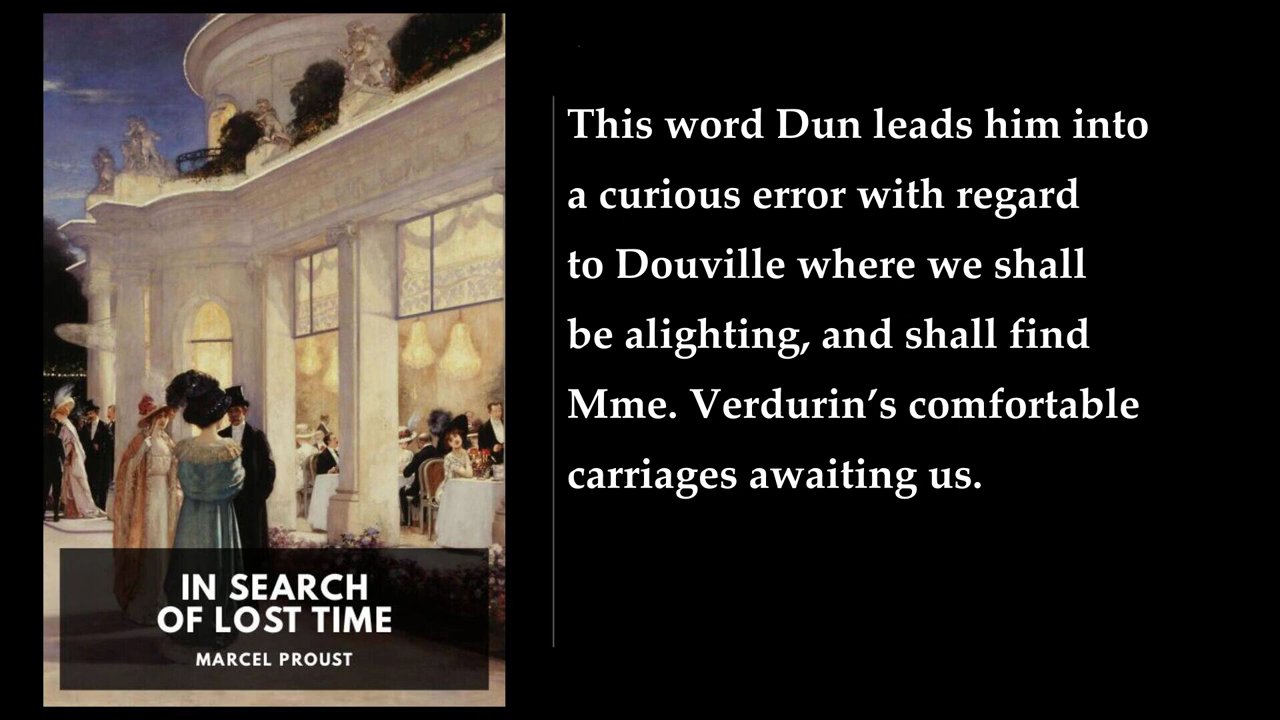 IN SEARCH
OF LOST TIME
MARCEL PROUST
This word Dun leads him into
a curious error with regard
to Douville where we shall
be alighting, and shall find
Mme. Verdurin’s comfortable
carriages awaiting us.